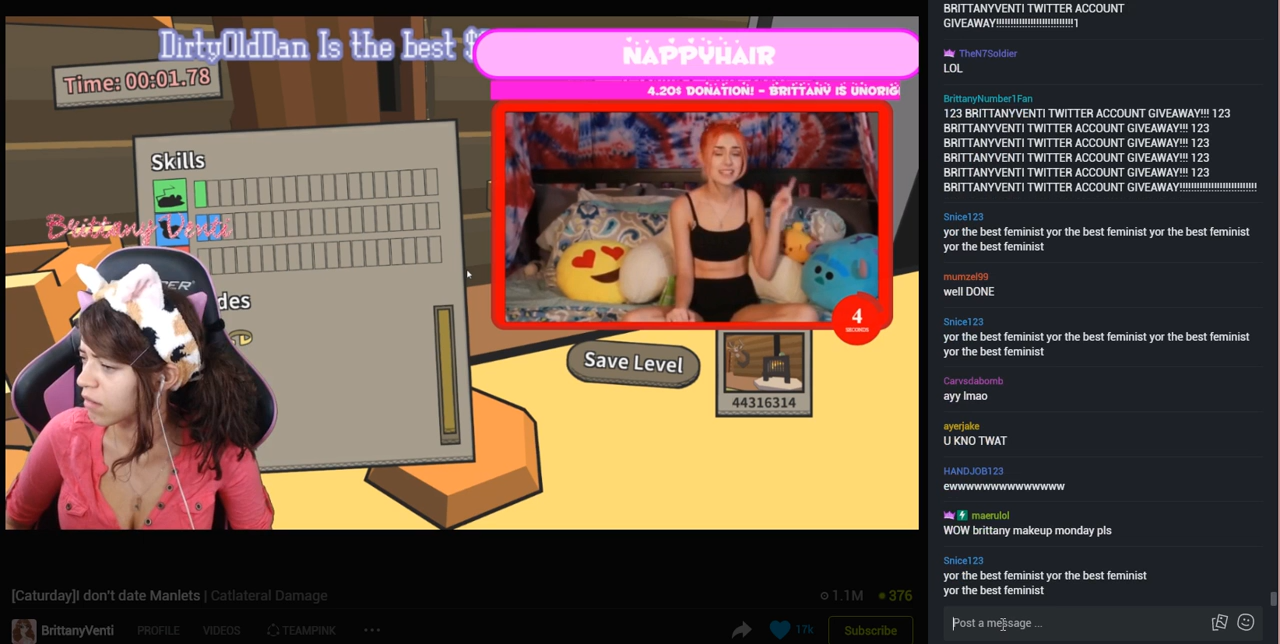 DirtyOldDan Is the best $
NAPPYHAIR
4.20$ DONATION! - BRITTANY IS UNORIG
Time: 00:01.78
Skills
Brittany Venti
des
4
SECONDS
Save Level
44316314
[Caturday]I don't date Manlets | Catlateral Damage
1.1M
376
BrittanyVenti
PROFILE
VIDEOS
TEAMPINK
17k
Subscribe
BRITTANYVENTI TWITTER ACCOUNT
GIVEAWAY!!!!!!!!!!!!!!!!!!!!!!!!!!!1
TheN7Soldier
LOL
BrittanyNumber1Fan
123 BRITTANYVENTI TWITTER ACCOUNT GIVEAWAY!!! 123
BRITTANYVENTI TWITTER ACCOUNT GIVEAWAY!!! 123
BRITTANYVENTI TWITTER ACCOUNT GIVEAWAY!!! 123
BRITTANYVENTI TWITTER ACCOUNT GIVEAWAY!!! 123
BRITTANYVENTI TWITTER ACCOUNT GIVEAWAY!!! 123
BRITTANYVENTI TWITTER ACCOUNT GIVEAWAY!!!!!!!!!!!!!!!!!!!!!!!!!!!
Snice123
yor the best feminist yor the best feminist yor the best feminist
yor the best feminist
mumzel99
well DONE
Snice123
yor the best feminist yor the best feminist yor the best feminist
yor the best feminist
Carvsdabomb
ayy lmao
ayerjake
U KNO TWAT
HANDJOB123
ewwwwwwwwwwwwwww
maerulol
WOW brittany makeup monday pls
Snice123
yor the best feminist yor the best feminist
yor the best feminist
Post a message ...